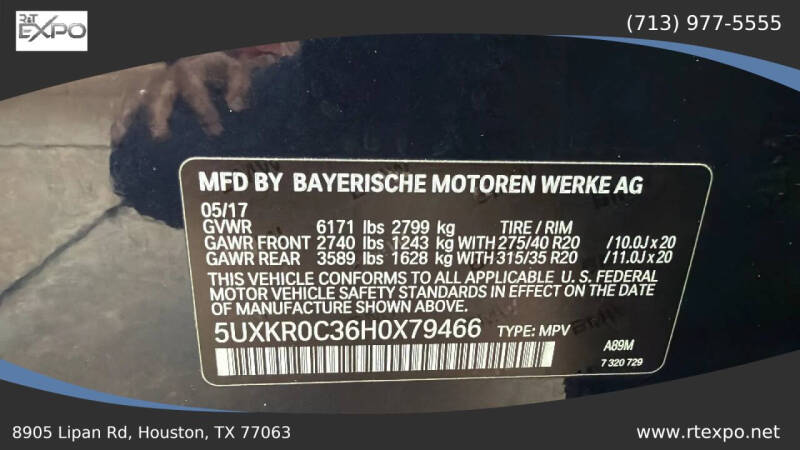 R&T
EXPO
(713) 977-5555
MFD BY BAYERISCHE MOTOREN WERKE AG
05/17
GVWR 6171 lbs 2799 kg TIRE / RIM
GAWR FRONT 2740 lbs 1243 kg WITH 275/40 R20 /10.0J x 20
GAWR REAR 3589 lbs 1628 kg WITH 315/35 R20 /11.0J x 20
THIS VEHICLE CONFORMS TO ALL APPLICABLE U. S. FEDERAL
MOTOR VEHICLE SAFETY STANDARDS IN EFFECT ON THE DATE
OF MANUFACTURE SHOWN ABOVE.
5UXKR0C36H0X79466 TYPE: MPV
A89M
7 320 729
8905 Lipan Rd, Houston, TX 77063
www.rtexpo.net